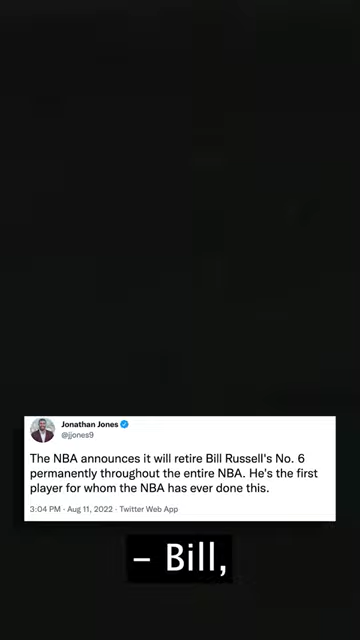 Jonathan Jones
@jjones9
The NBA announces it will retire Bill Russell's No. 6
permanently throughout the entire NBA. He's the first
player for whom the NBA has ever done this.
3:04 PM · Aug 11, 2022 · Twitter Web App
– Bill,